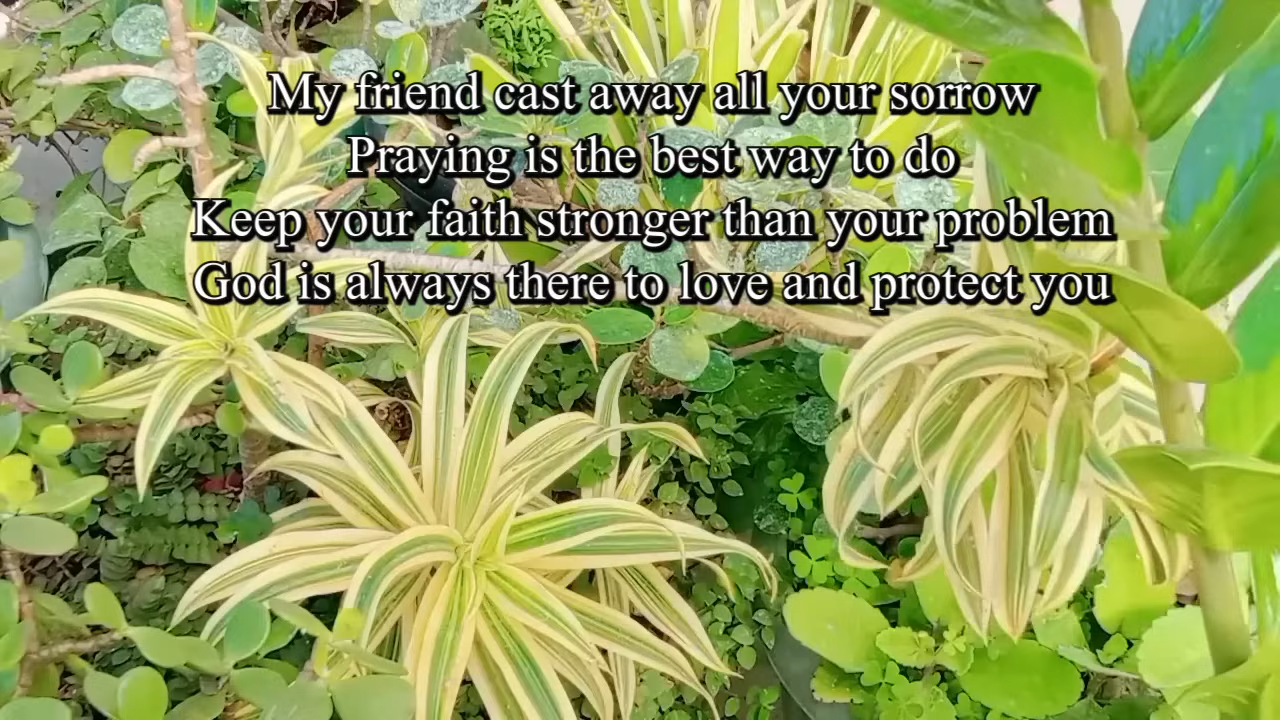 My friend cast away all your sorrow
Praying is the best way to do
Keep your faith stronger than your problem
God is always there to love and protect you